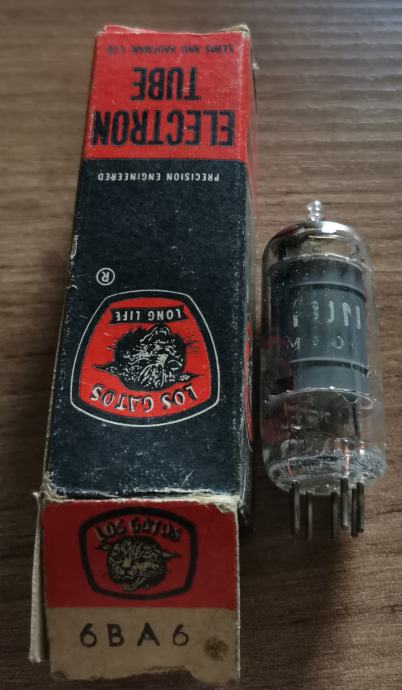 LEWIS AND KAUFMAN, LTD.
ELECTRON
TUBE
PRECISION ENGINEERED
®
LOS GATOS
LONG LIFE
LOS GATOS
6BA6